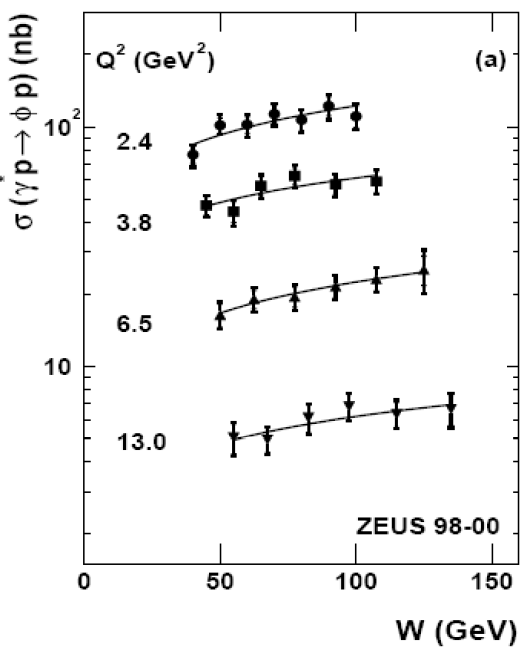 σ (γ* p → ϕ p) (nb)
Q² (GeV²)
(a)
10²
2.4
3.8
6.5
10
13.0
ZEUS 98-00
0 50 100 150
W (GeV)